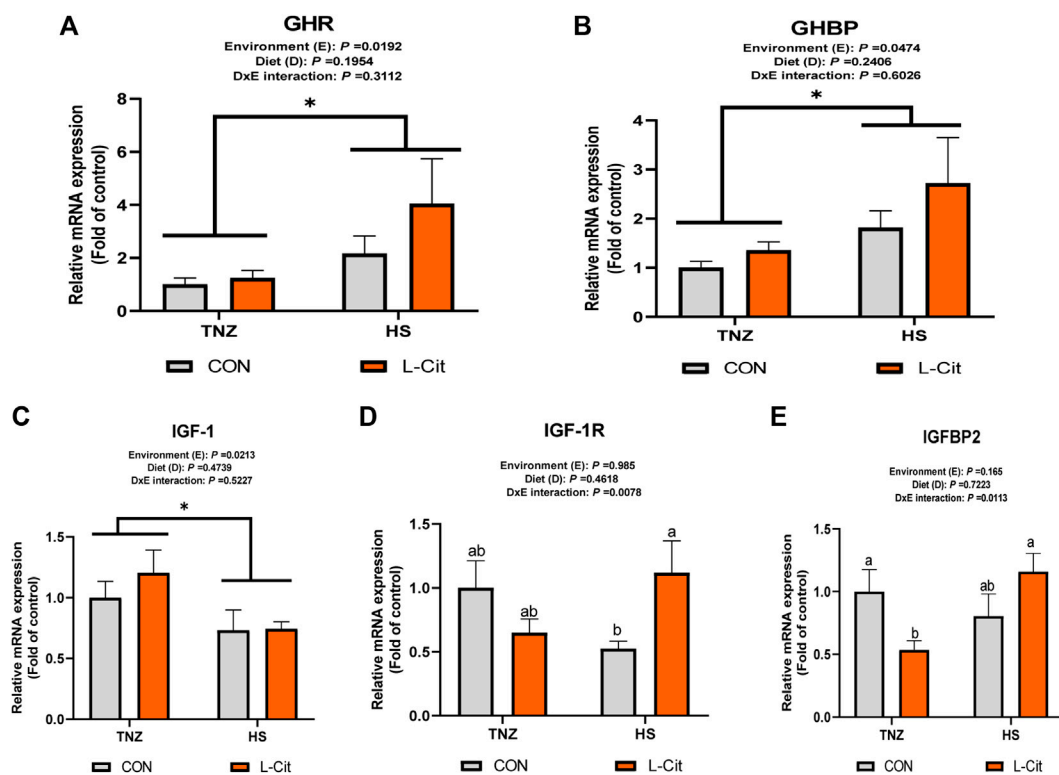 A
GHR
Environment (E): P =0.0192
Diet (D): P =0.1954
DxE interaction: P =0.3112
*
Relative mRNA expression
(Fold of control)
8
6
4
2
0
TNZ
HS
CON
L-Cit
B
GHBP
Environment (E): P =0.0474
Diet (D): P =0.2406
DxE interaction: P =0.6026
*
Relative mRNA expression
(Fold of control)
4
3
2
1
0
TNZ
HS
CON
L-Cit
C
IGF-1
Environment (E): P =0.0213
Diet (D): P =0.4739
DxE interaction: P =0.5227
*
Relative mRNA expression
(Fold of control)
1.5
1.0
0.5
0.0
TNZ
HS
CON
L-Cit
D
IGF-1R
Environment (E): P =0.985
Diet (D): P =0.4618
DxE interaction: P =0.0078
Relative mRNA expression
(Fold of control)
1.5
1.0
0.5
0.0
ab
ab
b
a
TNZ
HS
CON
L-Cit
E
IGFBP2
Environment (E): P =0.165
Diet (D): P =0.7223
DxE interaction: P =0.0113
Relative mRNA expression
(Fold of control)
1.5
1.0
0.5
0.0
a
b
ab
a
TNZ
HS
CON
L-Cit